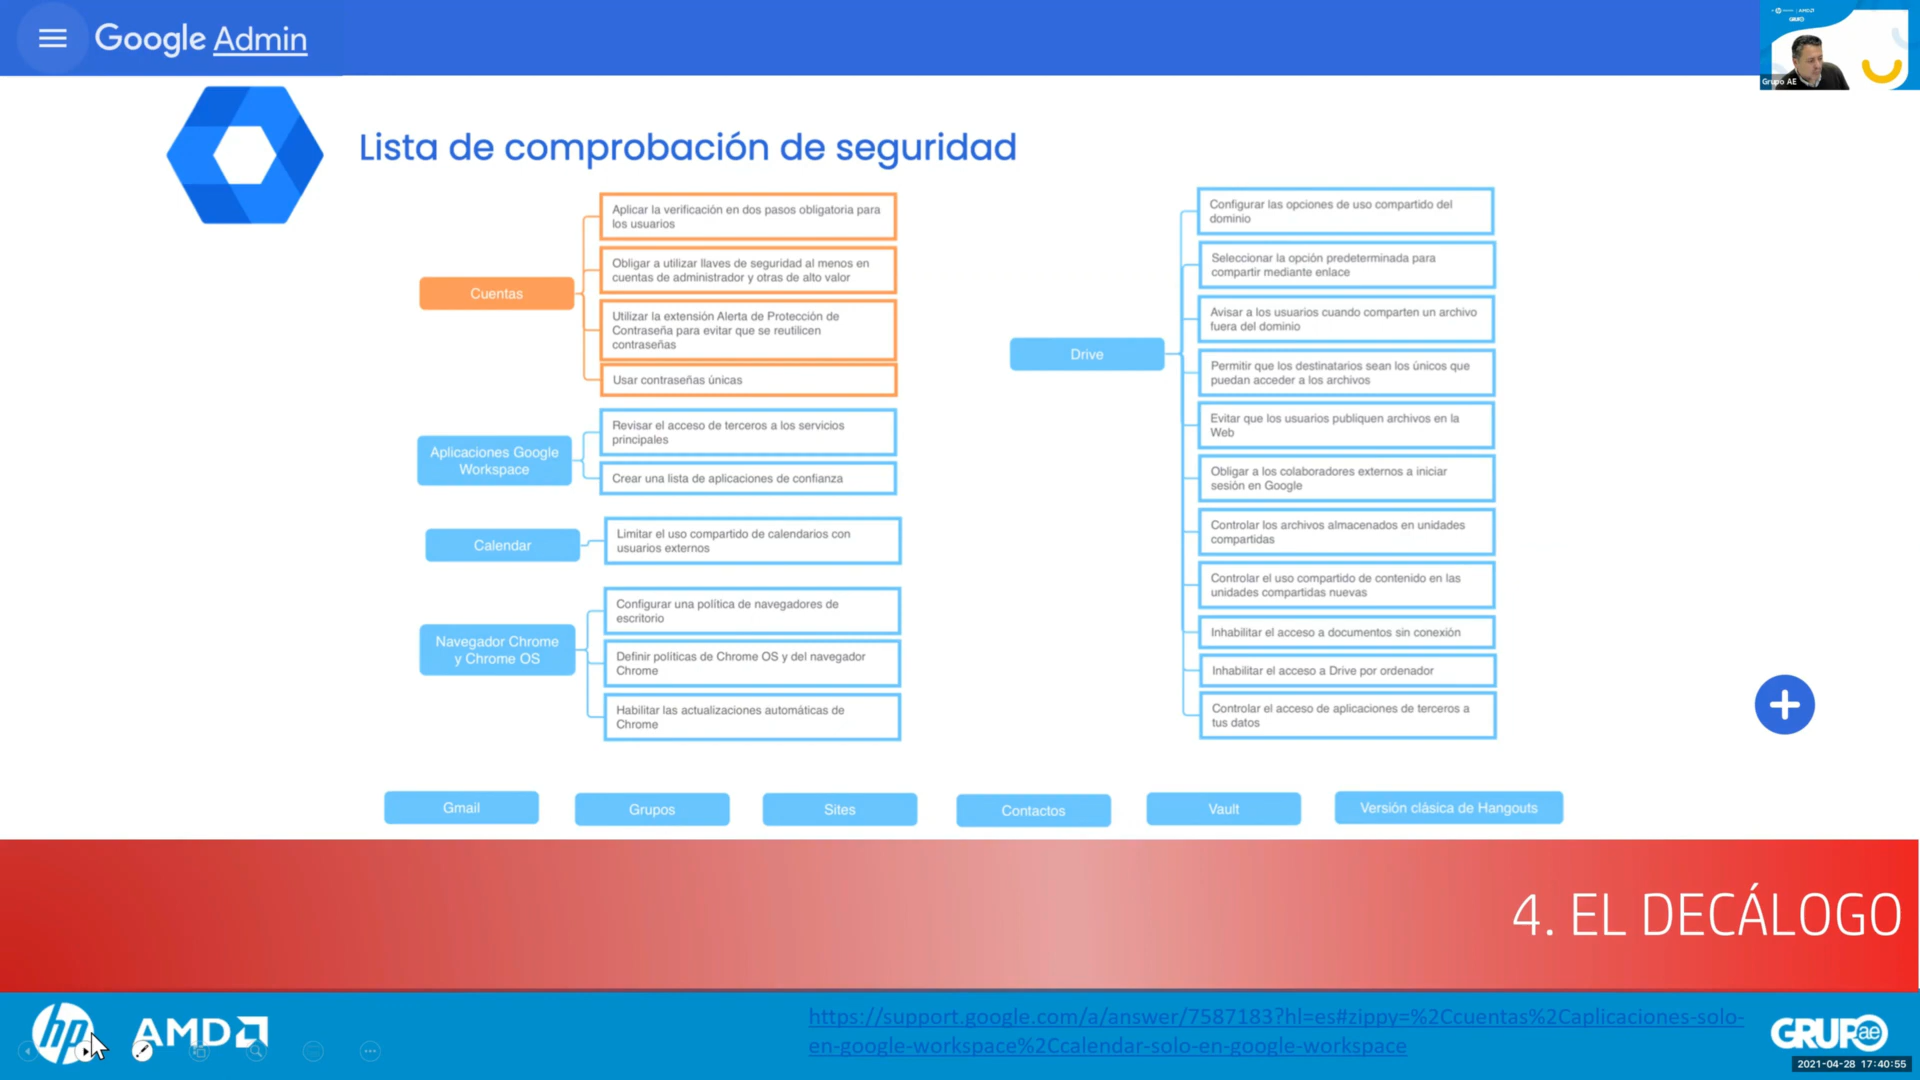 Google Admin
Grupo AE
Lista de comprobación de seguridad
Cuentas
Aplicar la verificación en dos pasos obligatoria para
los usuarios
Obligar a utilizar llaves de seguridad al menos en
cuentas de administrador y otras de alto valor
Utilizar la extensión Alerta de Protección de
Contraseña para evitar que se reutilicen
contraseñas
Usar contraseñas únicas
Aplicaciones Google
Workspace
Revisar el acceso de terceros a los servicios
principales
Crear una lista de aplicaciones de confianza
Calendar
Limitar el uso compartido de calendarios con
usuarios externos
Navegador Chrome
y Chrome OS
Configurar una política de navegadores de
escritorio
Definir políticas de Chrome OS y del navegador
Chrome
Habilitar las actualizaciones automáticas de
Chrome
Drive
Configurar las opciones de uso compartido del
dominio
Seleccionar la opción predeterminada para
compartir mediante enlace
Avisar a los usuarios cuando comparten un archivo
fuera del dominio
Permitir que los destinatarios sean los únicos que
puedan acceder a los archivos
Evitar que los usuarios publiquen archivos en la
Web
Obligar a los colaboradores externos a iniciar
sesión en Google
Controlar los archivos almacenados en unidades
compartidas
Controlar el uso compartido de contenido en las
unidades compartidas nuevas
Inhabilitar el acceso a documentos sin conexión
Inhabilitar el acceso a Drive por ordenador
Controlar el acceso de aplicaciones de terceros a
tus datos
Gmail
Grupos
Sites
Contactos
Vault
Versión clásica de Hangouts
4. EL DECÁLOGO
hp
AMD
https://support.google.com/a/answer/7587183?hl=es#zippy=%2Ccuentas%2Caplicaciones-solo-
en-google-workspace%2Ccalendar-solo-en-google-workspace
GRUPO ae
2021-04-28 17:40:55